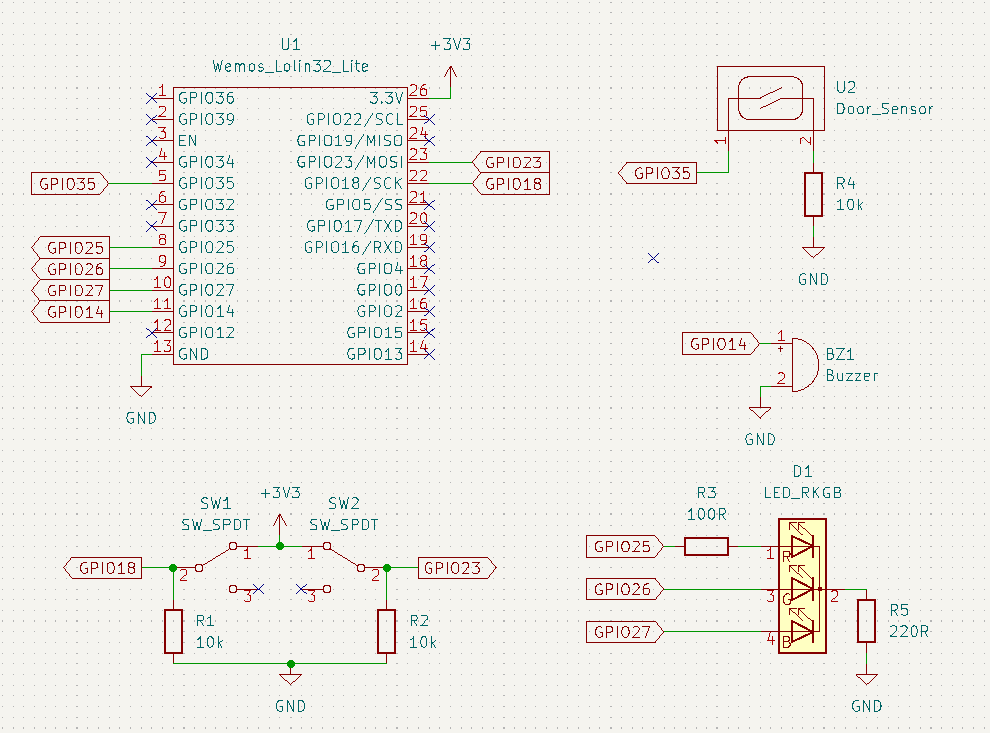 U1
Wemos_Lolin32_Lite
+3V3
1 GPIO36
2 GPIO39
3 EN
4 GPIO34
5 GPIO35
6 GPIO32
7 GPIO33
8 GPIO25
9 GPIO26
10 GPIO27
11 GPIO14
12 GPIO12
13 GND
3.3V 26
GPIO22/SCL 25
GPIO19/MISO 24
GPIO23/MOSI 23
GPIO18/SCK 22
GPIO5/SS 21
GPIO17/TXD 20
GPIO16/RXD 19
GPIO4 18
GPIO0 17
GPIO2 16
GPIO15 15
GPIO13 14
GPIO35
GPIO25
GPIO26
GPIO27
GPIO14
GND
GPIO23
GPIO18
U2
Door_Sensor
1
2
GPIO35
R4
10k
GND
GPIO14
1
+
2
BZ1
Buzzer
GND
SW1
SW_SPDT
+3V3
SW2
SW_SPDT
GPIO18
2
1
3
1
3
2
GPIO23
R1
10k
R2
10k
GND
D1
LED_RKGB
R3
100R
GPIO25
GPIO26
GPIO27
1
R
3
G
4
B
2
R5
220R
GND